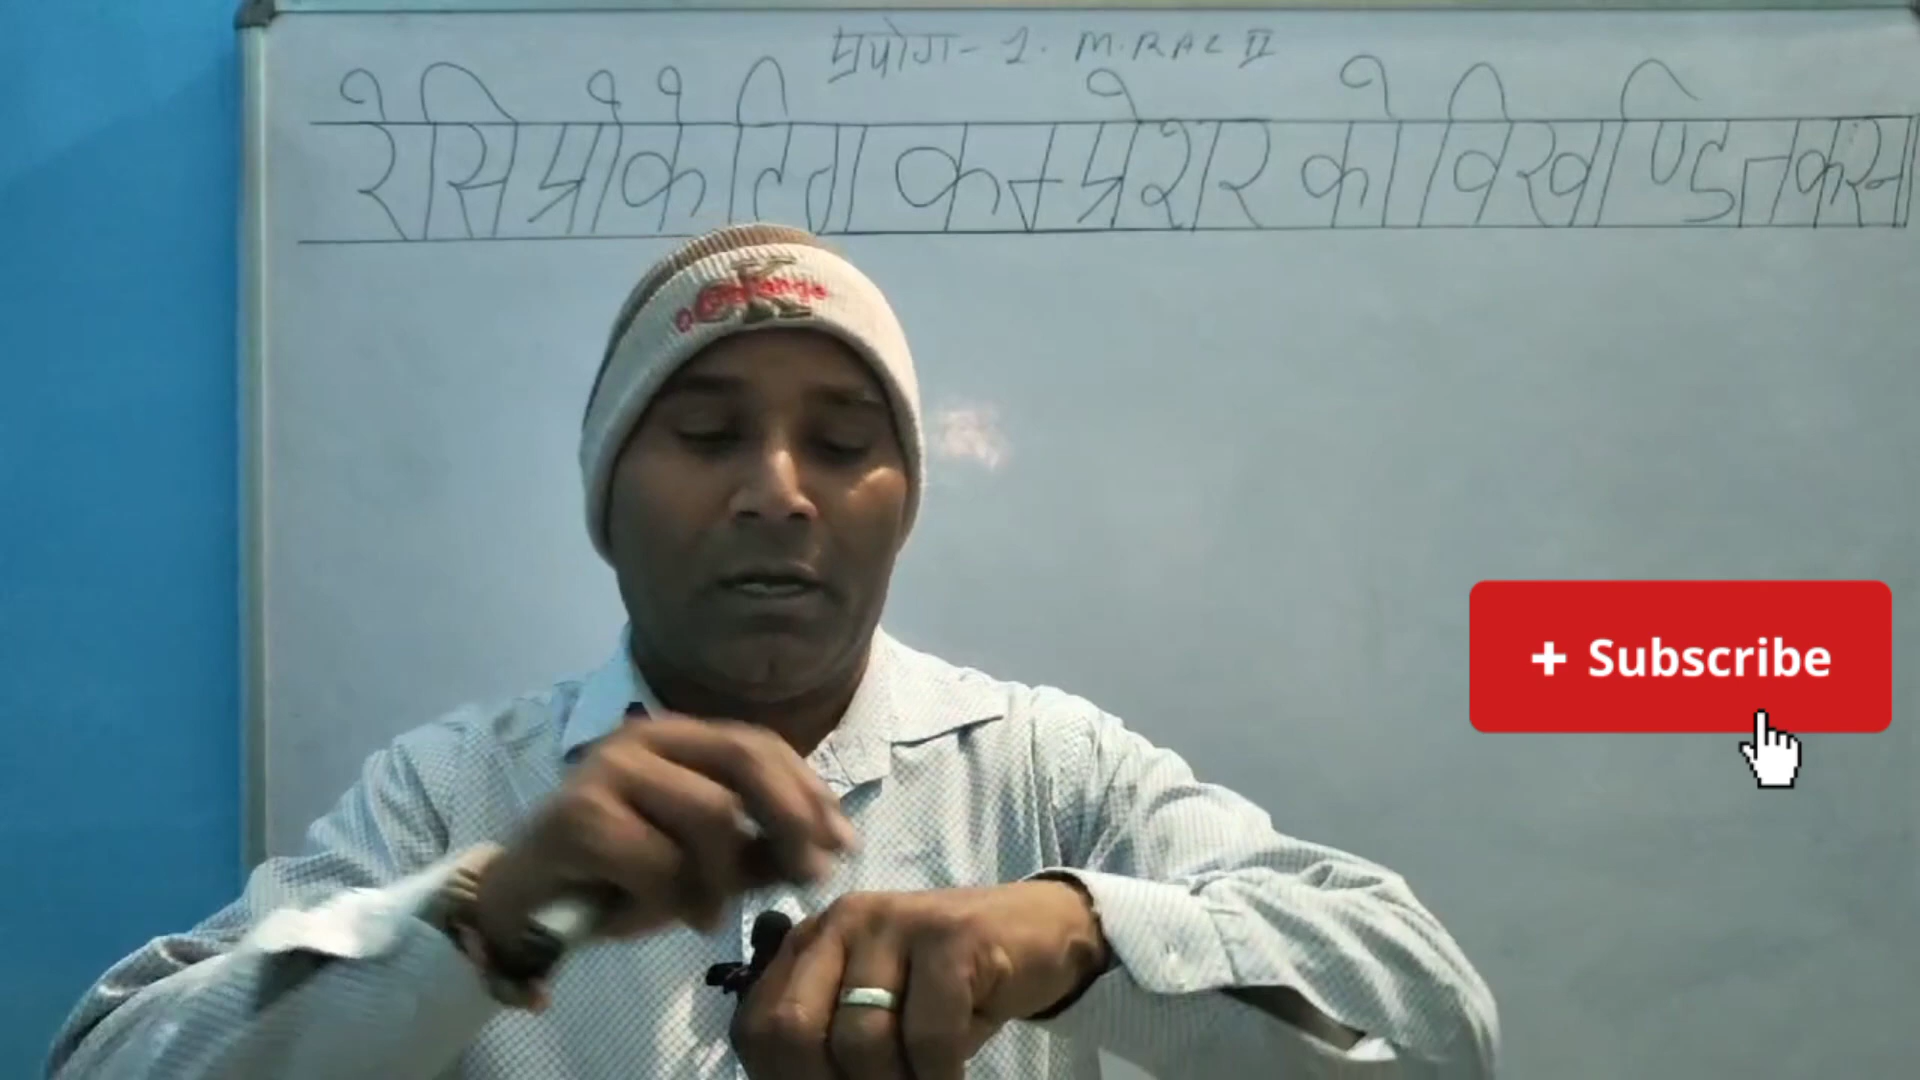 प्रयोग- 1. M.RAC II
रेसिप्रोकेटिंग कम्प्रेशर को विखण्डित करना
+ Subscribe